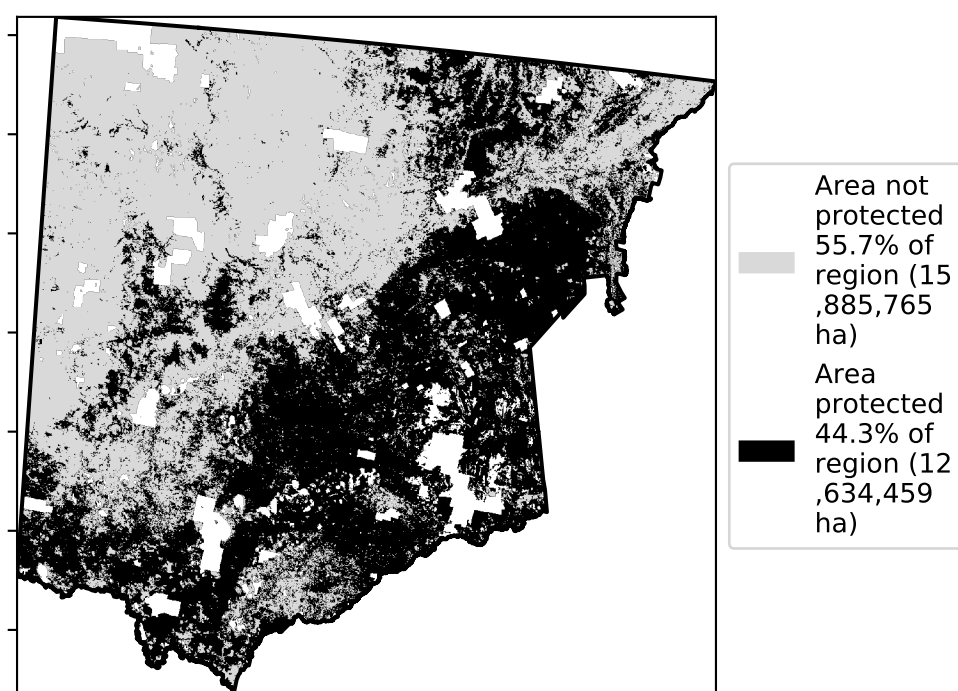 Area not
protected
55.7% of
region (15
,885,765
ha)
Area
protected
44.3% of
region (12
,634,459
ha)